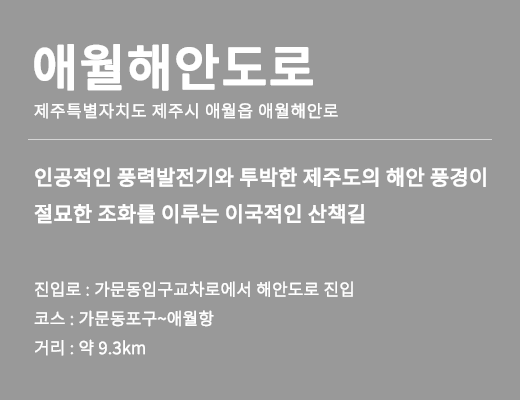 애월해안도로
제주특별자치도 제주시 애월읍 애월해안로
인공적인 풍력발전기와 투박한 제주도의 해안 풍경이
절묘한 조화를 이루는 이국적인 산책길
진입로 : 가문동입구교차로에서 해안도로 진입
코스 : 가문동포구~애월항
거리 : 약 9.3km